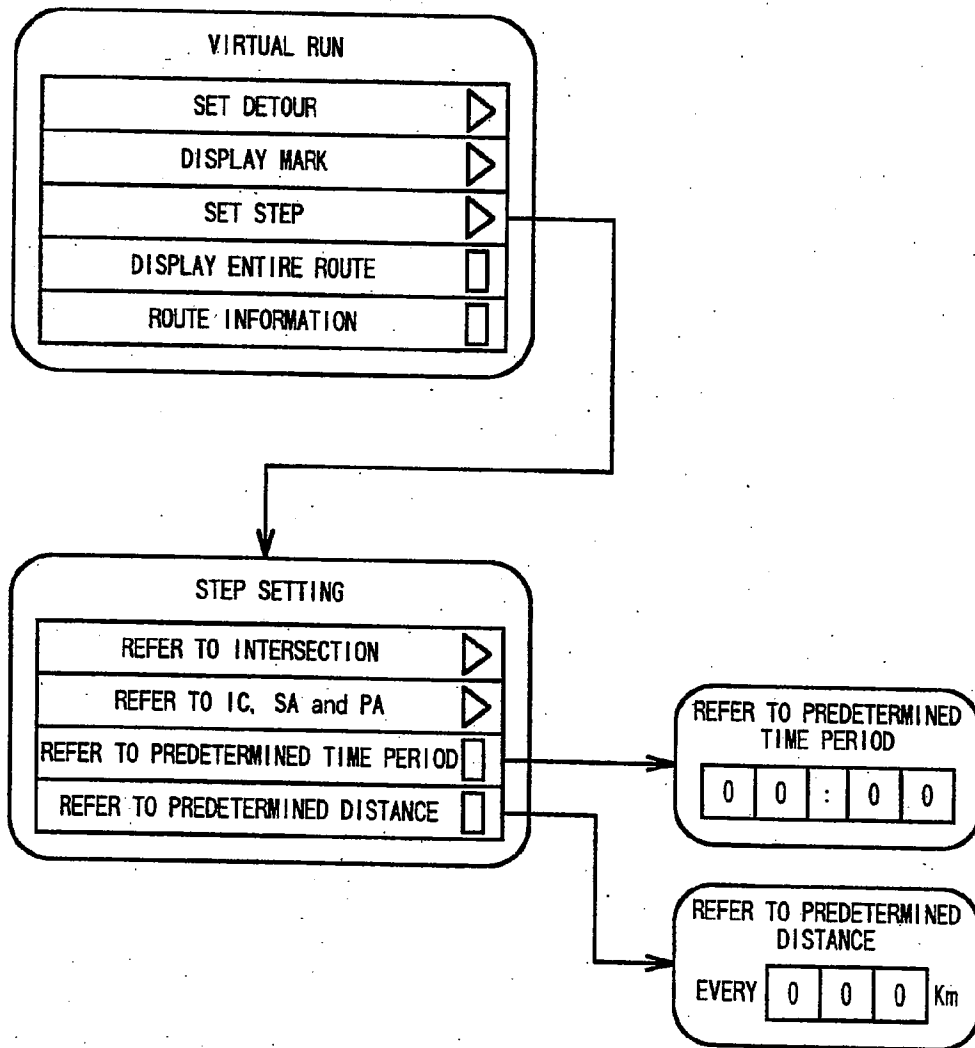 VIRTUAL RUN
SET DETOUR
DISPLAY MARK
SET STEP
DISPLAY ENTIRE ROUTE
ROUTE INFORMATION
STEP SETTING
REFER TO INTERSECTION
REFER TO IC, SA and PA
REFER TO PREDETERMINED TIME PERIOD
REFER TO PREDETERMINED DISTANCE
REFER TO PREDETERMINED
TIME PERIOD
0 0 : 0 0
REFER TO PREDETERMINED
DISTANCE
EVERY 0 0 0 Km